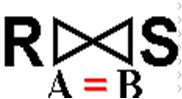 R⋈S
A = B